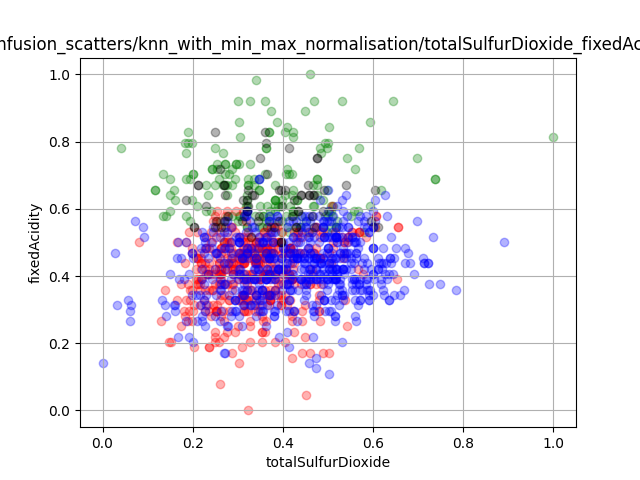 nfusion_scatters/knn_with_min_max_normalisation/totalSulfurDioxide_fixedAc
1.0
0.8
0.6
0.4
0.2
0.0
fixedAcidity
0.0 0.2 0.4 0.6 0.8 1.0
totalSulfurDioxide